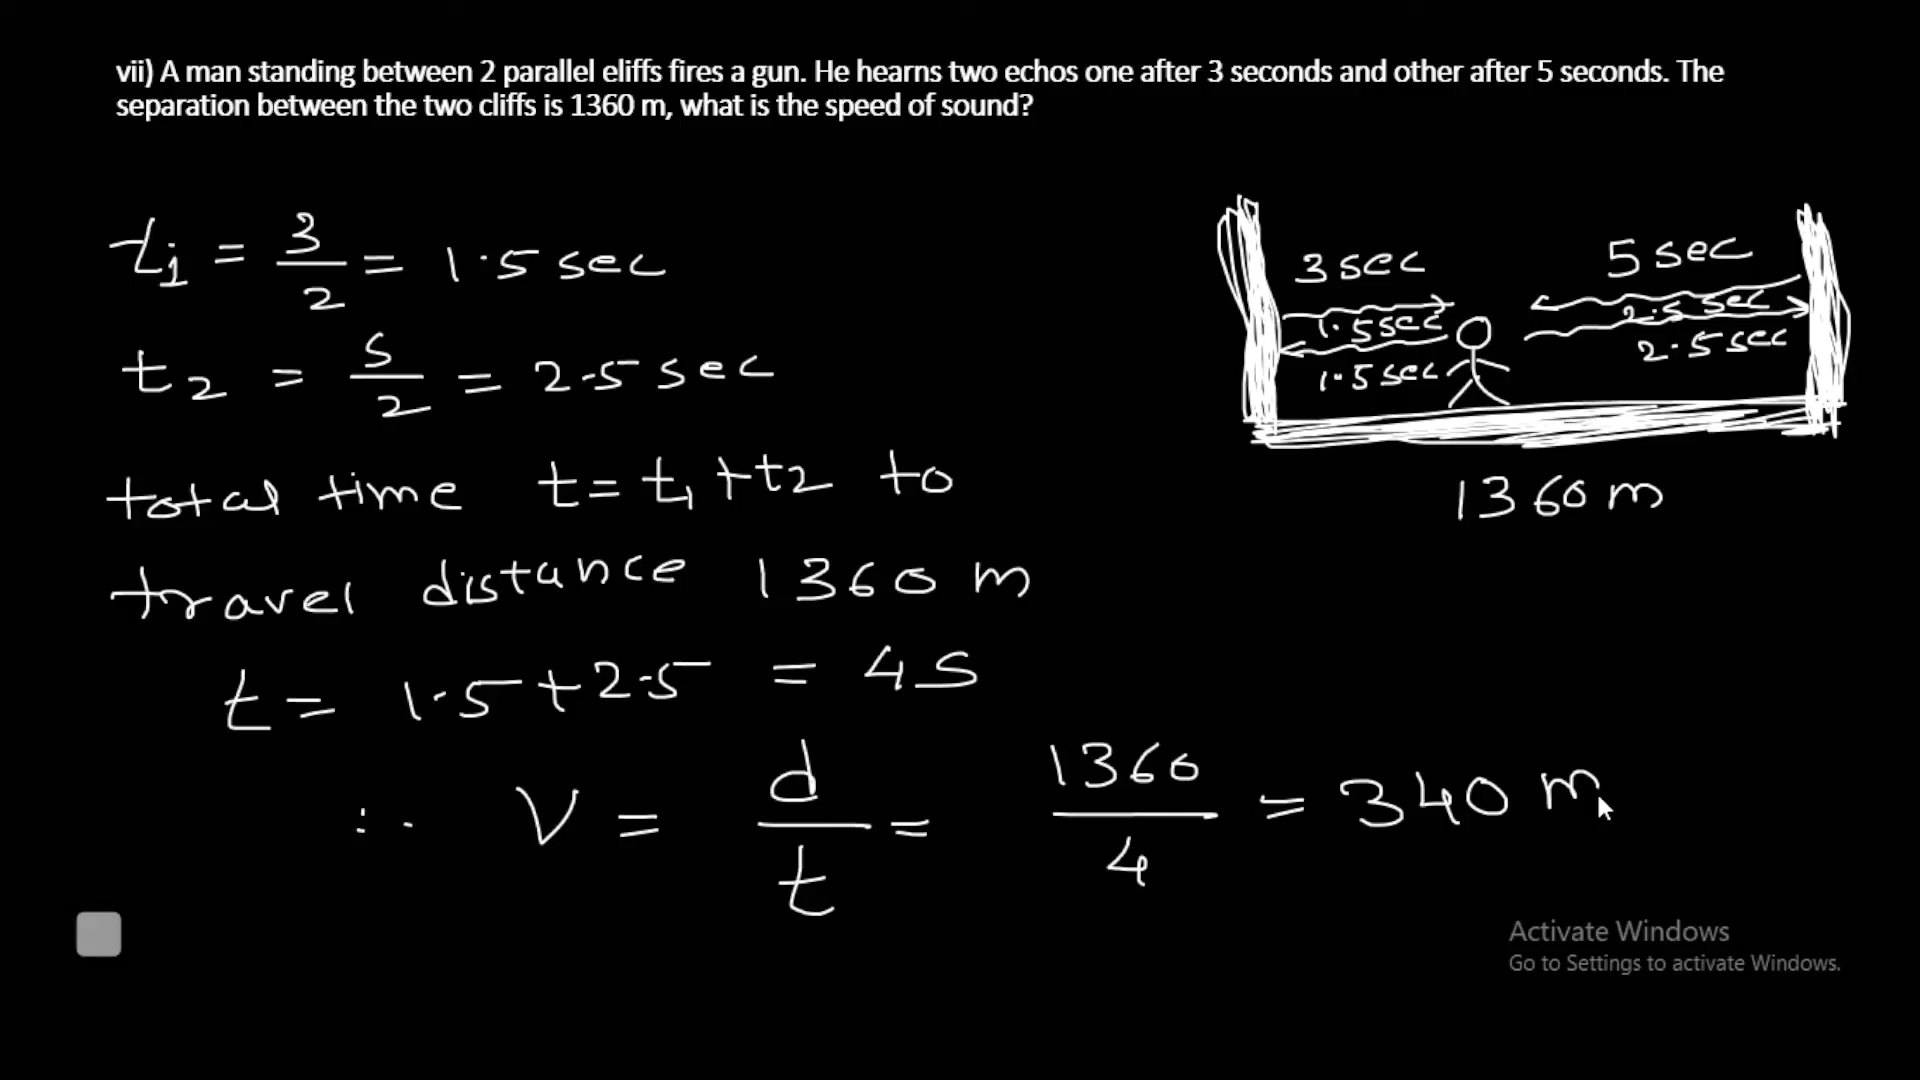 vii) A man standing between 2 parallel eliffs fires a gun. He hearns two echos one after 3 seconds and other after 5 seconds. The
separation between the two cliffs is 1360 m, what is the speed of sound?
t1 = 3/2 = 1.5 sec
t2 = 5/2 = 2.5 sec
total time t = t1 + t2 to
travel distance 1360 m
t = 1.5 + 2.5 = 4 S
∴ V = d/t = 1360/4 = 340 m
3 sec
1.5 sec
1.5 sec
5 sec
2.5 sec
2.5 sec
1360 m
Activate Windows
Go to Settings to activate Windows.